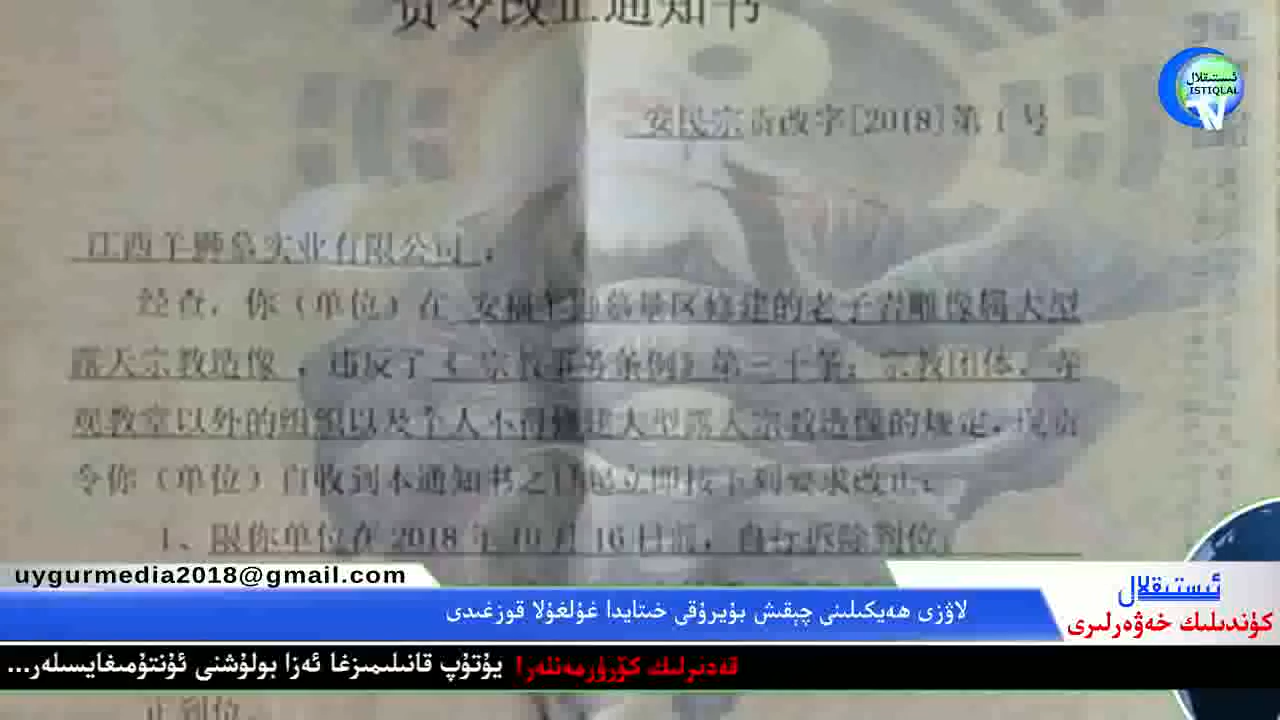 责令改正通知书
ئىستىقلال
ISTIQLAL
TV
安民宗责改字[2018]第 1 号
江西羊狮慕实业有限公司
经查，你（单位）在 安福羊狮慕景区修建的老子岩雕像属大型
露天宗教造像 ，违反了《 宗教事务条例》第三十条：宗教团体、寺
观教堂以外的组织以及个人不得修建大型露天宗教造像的规定，现责
令你（单位）自收到本通知书之日起立即按下列要求改正：
1、限你单位在 2018 年 10 月 16 日前，自行拆除到位；
uygurmedia2018@gmail.com
ئىستىقلال
كۈندىلىك خەۋەرلىرى
لاۋزى ھەيكىلىنى چېقىش بۇيرۇقى خىتايدا غۇلغۇلا قوزغىدى
قەدىرلىك كۆرۈرمەنلەر! يۇتۇپ قانىلىمىزغا ئەزا بولۇشنى ئۇنتۇمىغايسىلەر...
正到位。